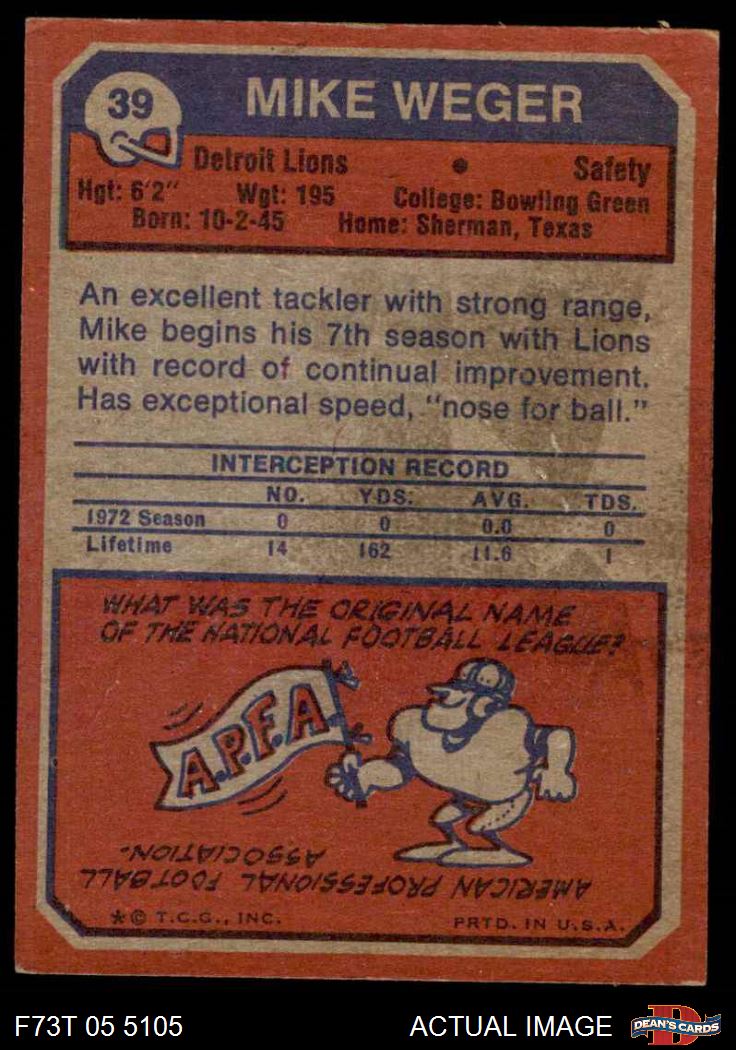 39
MIKE WEGER
Detroit Lions • Safety
Hgt: 6'2" Wgt: 195 College: Bowling Green
Born: 10-2-45 Home: Sherman, Texas
An excellent tackler with strong range,
Mike begins his 7th season with Lions
with record of continual improvement.
Has exceptional speed, "nose for ball."
INTERCEPTION RECORD
NO. YDS. AVG. TDS.
1972 Season 0 0 0.0 0
Lifetime 14 162 11.6 1
WHAT WAS THE ORIGINAL NAME
OF THE NATIONAL FOOTBALL LEAGUE?
A.P.F.A.
AMERICAN PROFESSIONAL FOOTBALL
ASSOCIATION.
*© T.C.G., INC. PRTD. IN U.S.A.
F73T 05 5105 ACTUAL IMAGE D DEAN'S CARDS